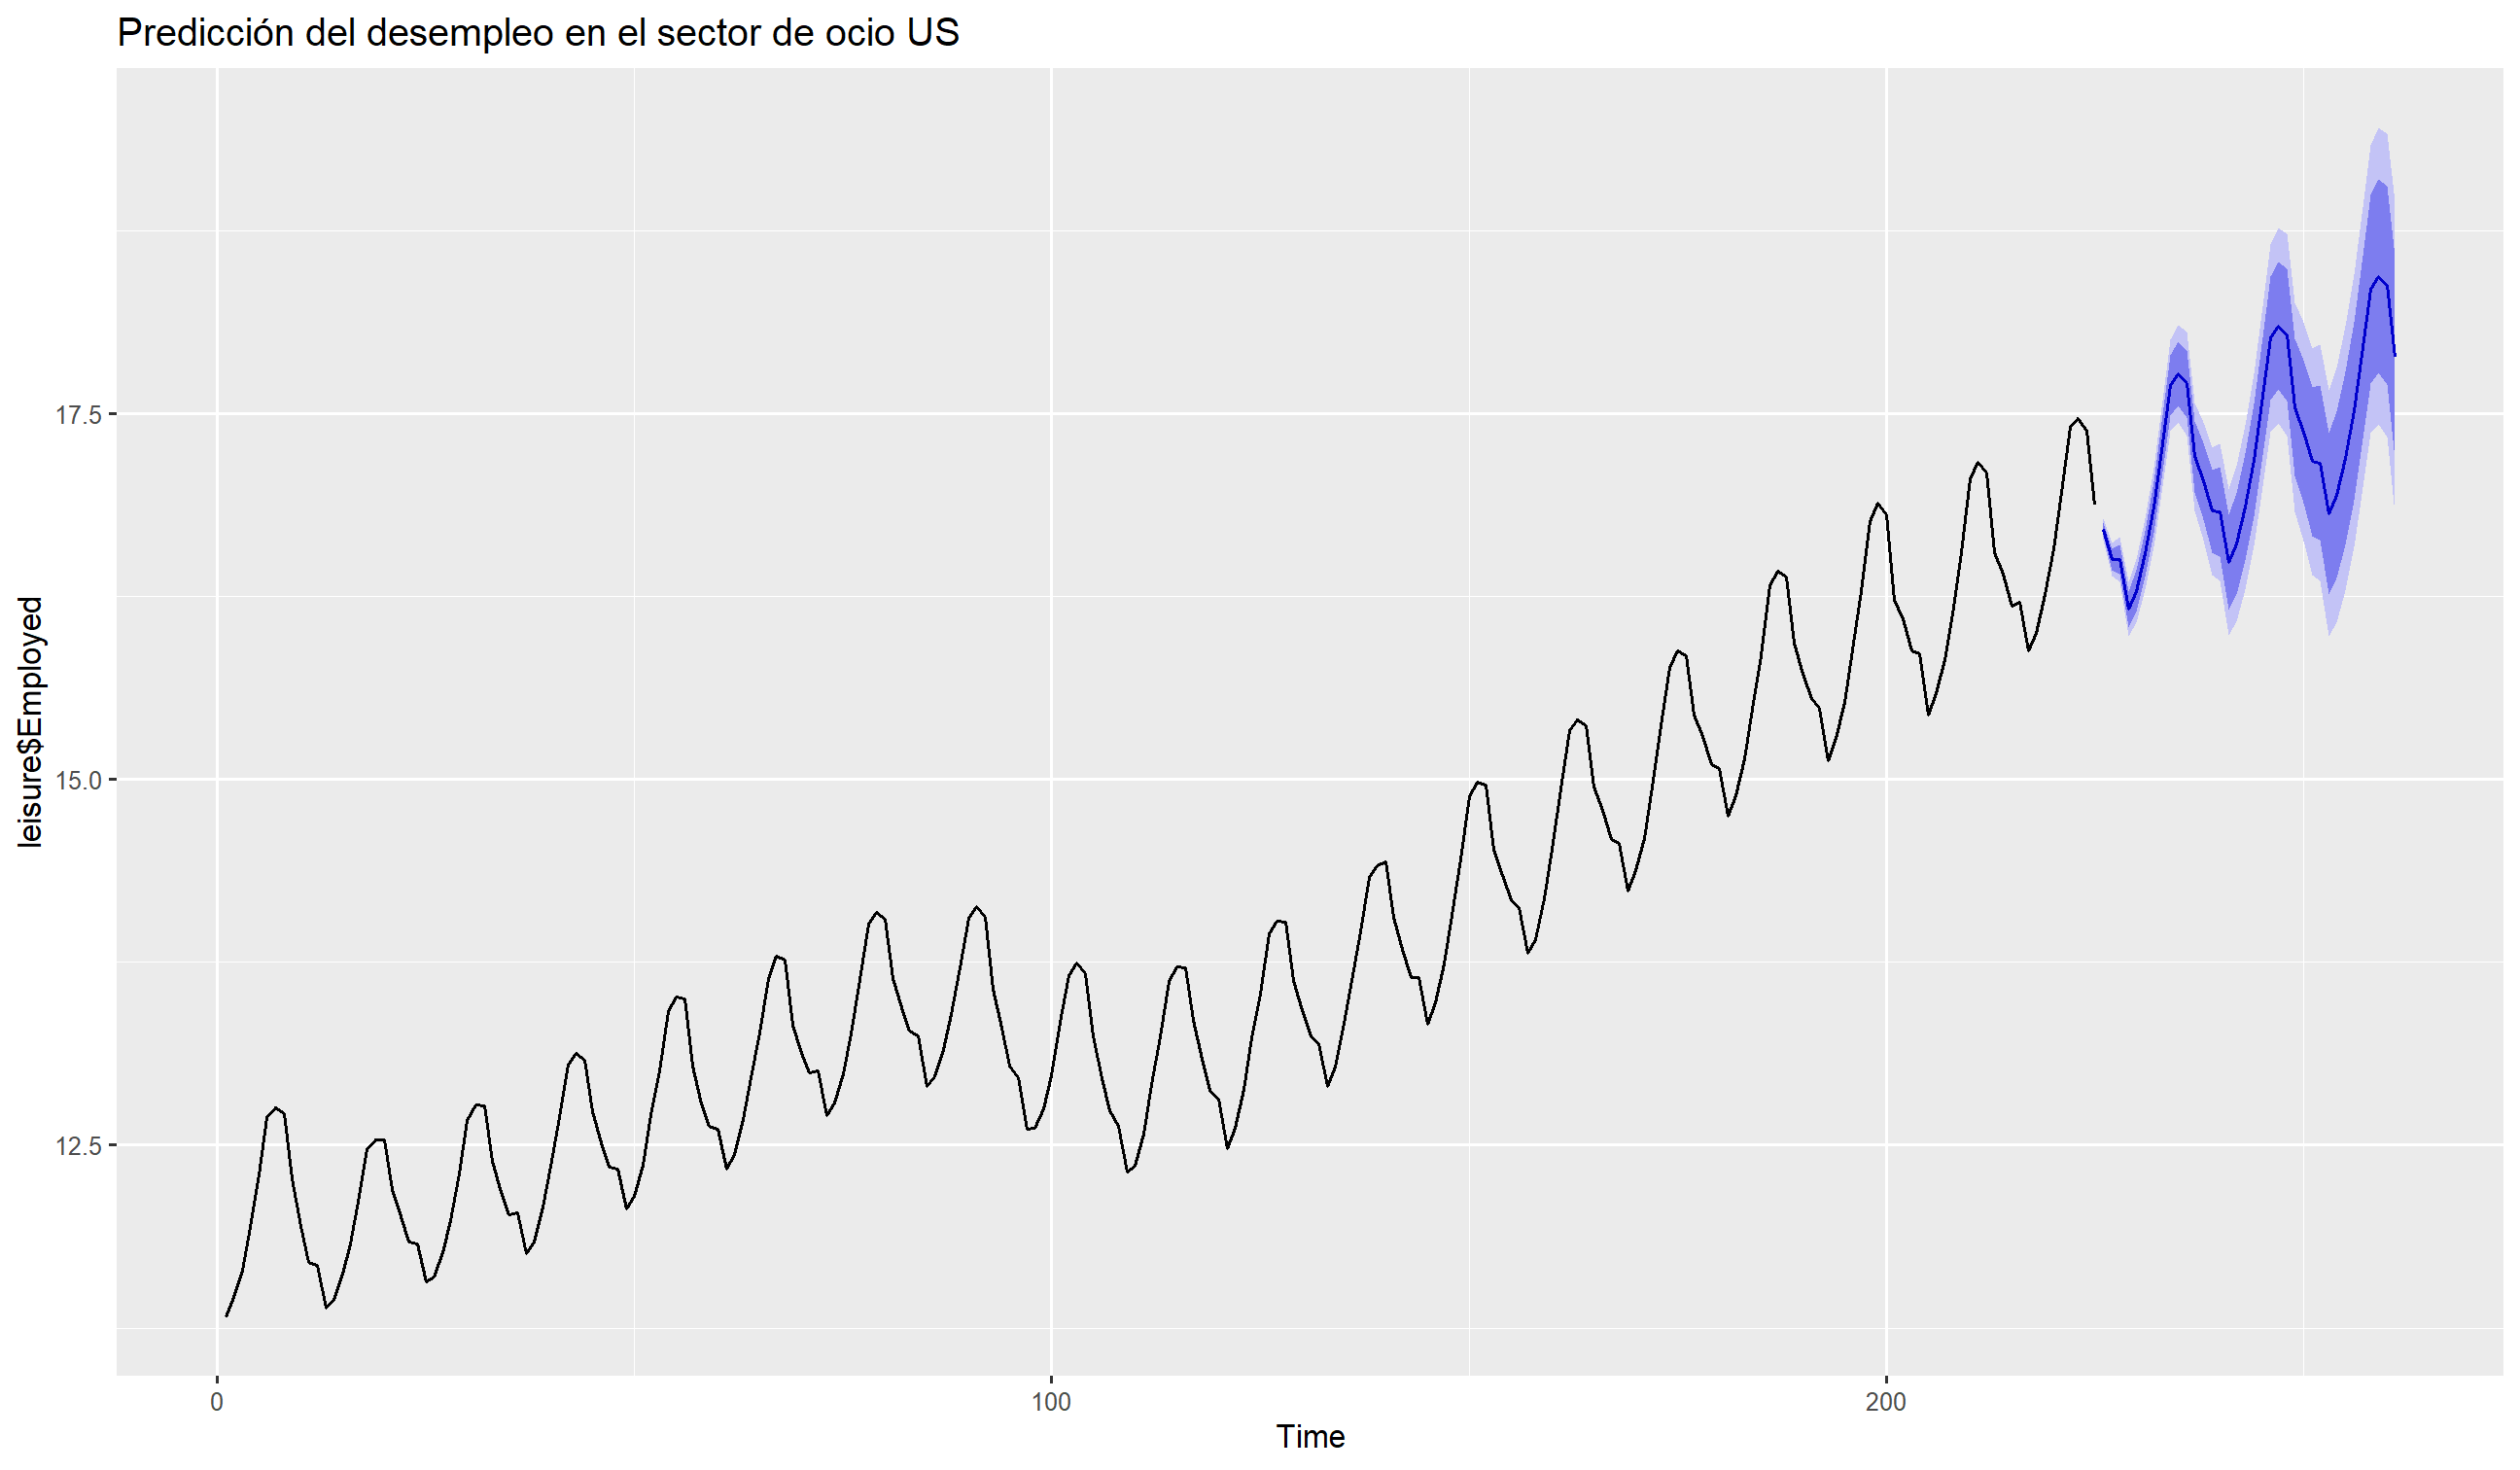 Predicción del desempleo en el sector de ocio US
17.5
15.0
12.5
leisure$Employed
0
100
200
Time